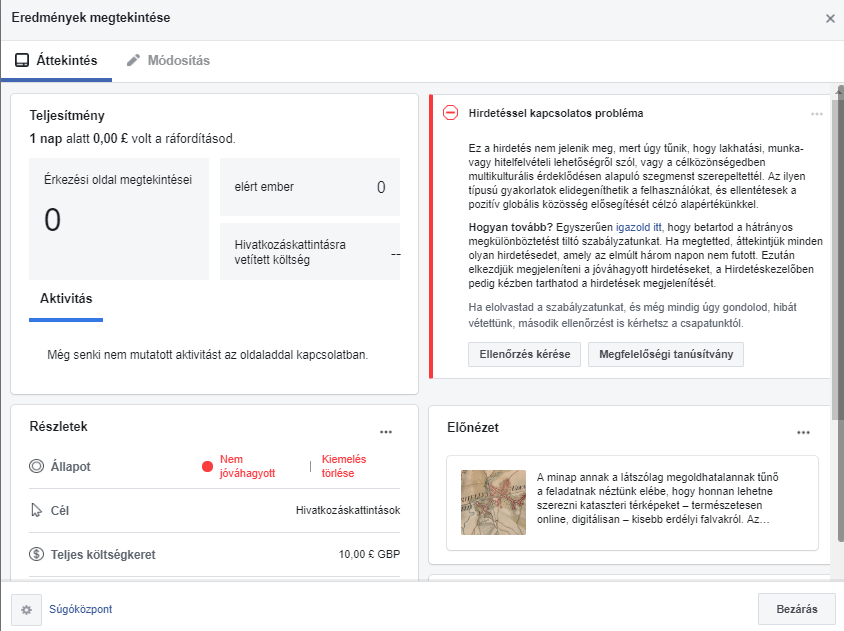 Eredmények megtekintése
Áttekintés
Módosítás
Teljesítmény
1 nap alatt 0,00 £ volt a ráfordításod.
Érkezési oldal megtekintései
0
elért ember
0
Hivatkozáskattintásra
vetített költség
--
Aktivitás
Még senki nem mutatott aktivitást az oldaladdal kapcsolatban.
Hirdetéssel kapcsolatos probléma
Ez a hirdetés nem jelenik meg, mert úgy tűnik, hogy lakhatási, munka-
vagy hitelfelvételi lehetőségről szól, vagy a célközönségedben
multikulturális érdeklődésen alapuló szegmenst szerepeltettél. Az ilyen
típusú gyakorlatok elidegeníthetik a felhasználókat, és ellentétesek a
pozitív globális közösség elősegítését célzó alapértékünkkel.
Hogyan tovább? Egyszerűen igazold itt, hogy betartod a hátrányos
megkülönböztetést tiltó szabályzatunkat. Ha megtetted, áttekintjük minden
olyan hirdetésedet, amely az elmúlt három napon nem futott. Ezután
elkezdjük megjeleníteni a jóváhagyott hirdetéseket, a Hirdetéskezelőben
pedig kézben tarthatod a hirdetések megjelenítését.
Ha elolvastad a szabályzatunkat, és még mindig úgy gondolod, hibát
vétettünk, második ellenőrzést is kérhetsz a csapatunktól.
Ellenőrzés kérése
Megfelelőségi tanúsítvány
Részletek
Állapot
Nem
jóváhagyott
|
Kiemelés
törlése
Cél
Hivatkozáskattintások
Teljes költségkeret
10,00 £ GBP
Előnézet
A minap annak a látszólag megoldhatalannak tűnő
a feladatnak néztünk elébe, hogy honnan lehetne
szerezni kataszteri térképeket – természetesen
online, digitálisan – kisebb erdélyi falvakról. Az…
Súgóközpont
Bezárás